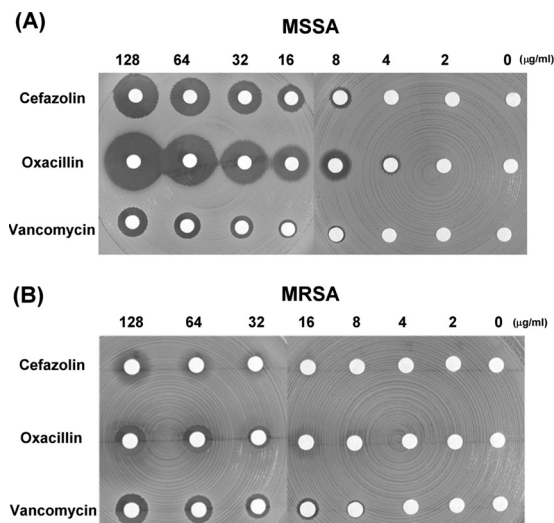 (A)
MSSA
128 64 32 16 8 4 2 0 (μg/ml)
Cefazolin
Oxacillin
Vancomycin
(B)
MRSA
128 64 32 16 8 4 2 0 (μg/ml)
Cefazolin
Oxacillin
Vancomycin